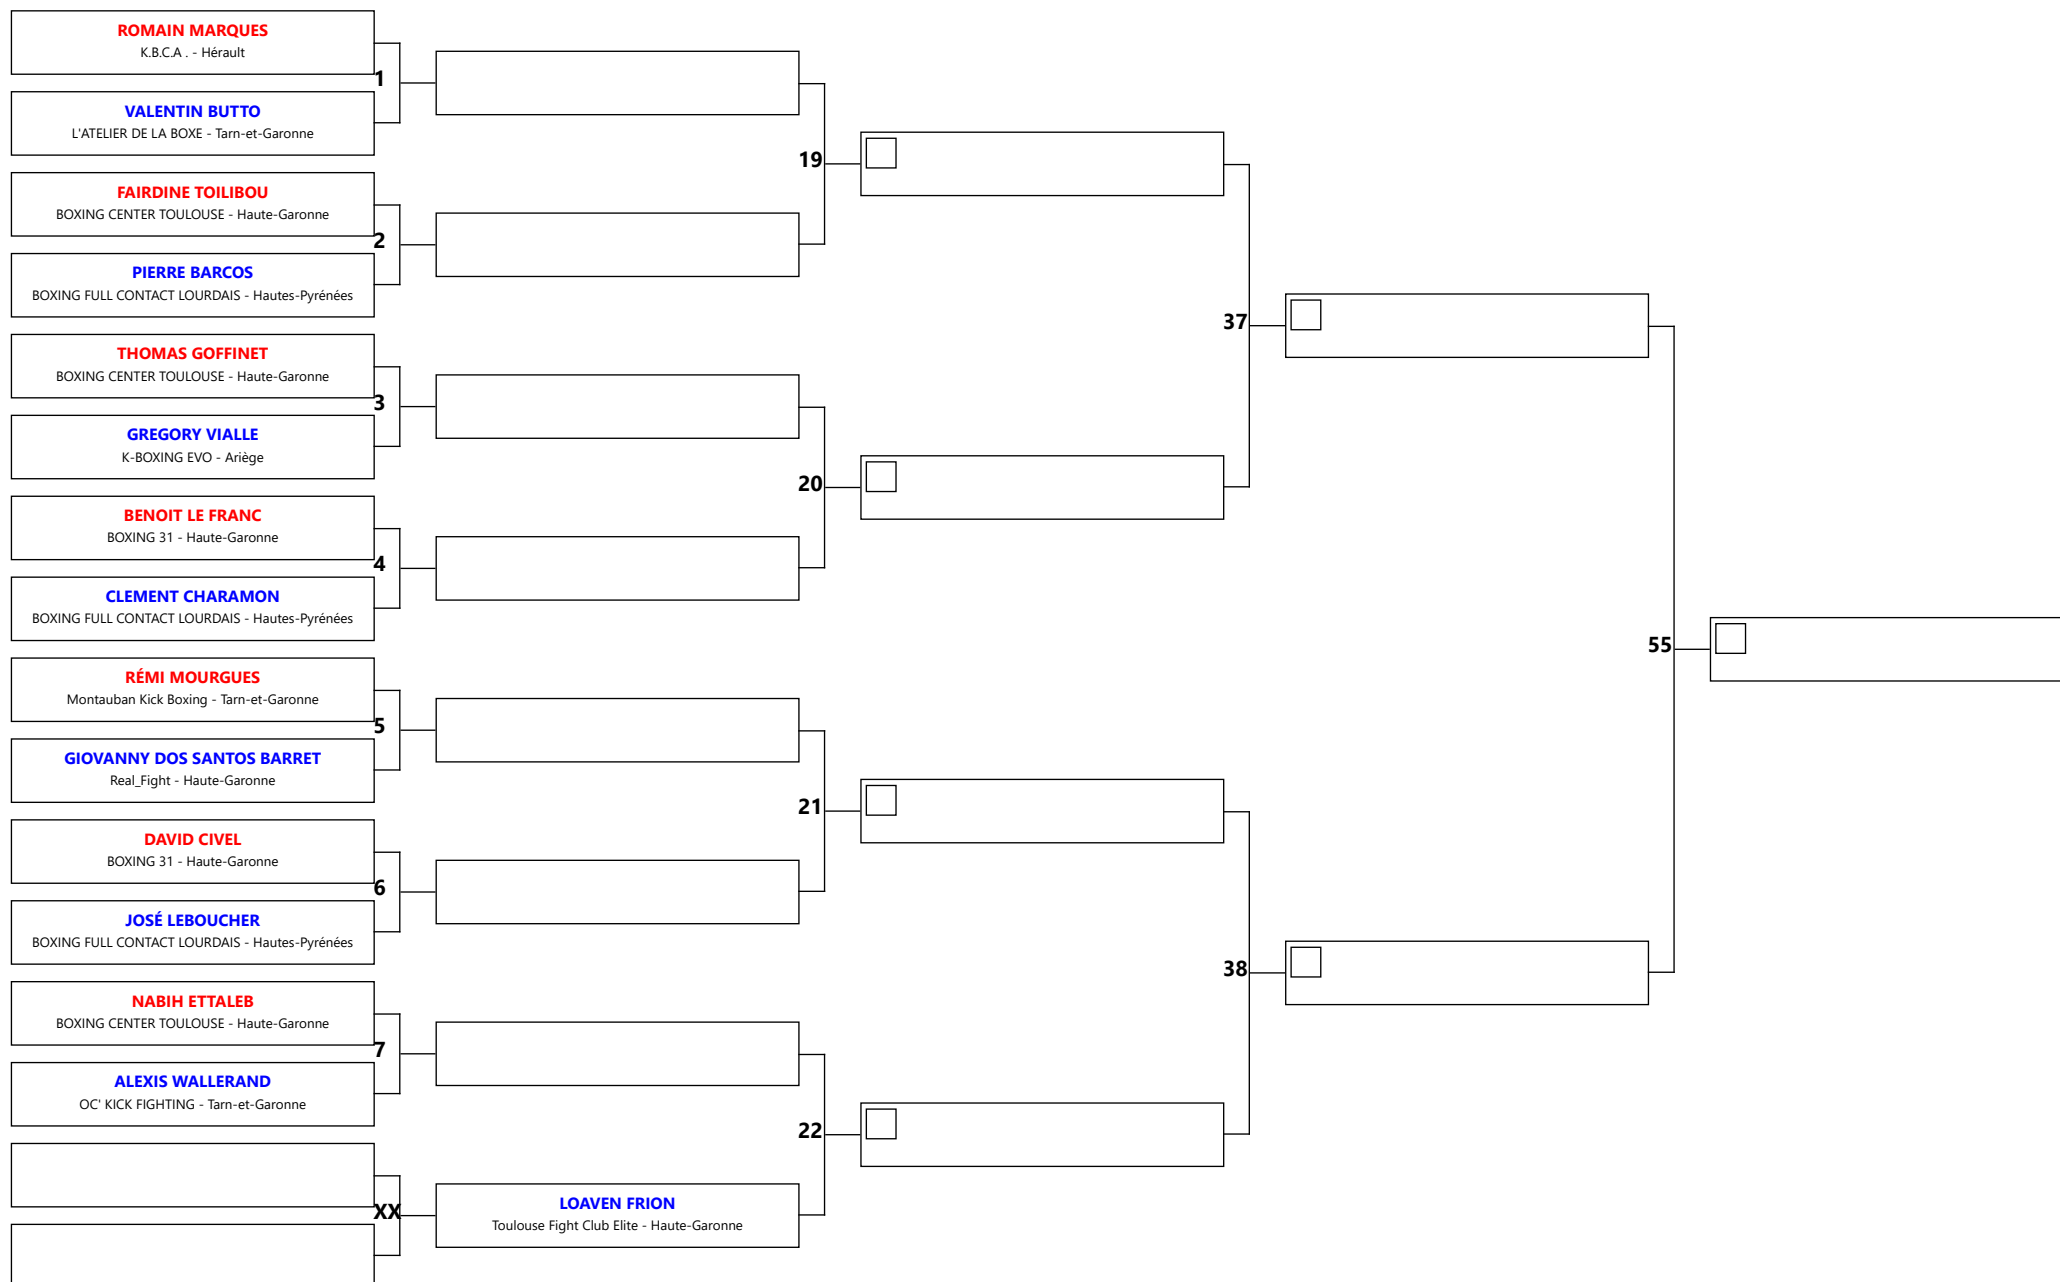 ROMAIN MARQUES
K.B.C.A . - Hérault
1
VALENTIN BUTTO
L'ATELIER DE LA BOXE - Tarn-et-Garonne
19
FAIRDINE TOILIBOU
BOXING CENTER TOULOUSE - Haute-Garonne
2
PIERRE BARCOS
BOXING FULL CONTACT LOURDAIS - Hautes-Pyrénées
37
THOMAS GOFFINET
BOXING CENTER TOULOUSE - Haute-Garonne
3
GREGORY VIALLE
K-BOXING EVO - Ariège
20
BENOIT LE FRANC
BOXING 31 - Haute-Garonne
4
CLEMENT CHARAMON
BOXING FULL CONTACT LOURDAIS - Hautes-Pyrénées
55
RÉMI MOURGUES
Montauban Kick Boxing - Tarn-et-Garonne
5
GIOVANNY DOS SANTOS BARRET
Real_Fight - Haute-Garonne
21
DAVID CIVEL
BOXING 31 - Haute-Garonne
6
JOSÉ LEBOUCHER
BOXING FULL CONTACT LOURDAIS - Hautes-Pyrénées
38
NABIH ETTALEB
BOXING CENTER TOULOUSE - Haute-Garonne
7
ALEXIS WALLERAND
OC' KICK FIGHTING - Tarn-et-Garonne
22
XX
LOAVEN FRION
Toulouse Fight Club Elite - Haute-Garonne